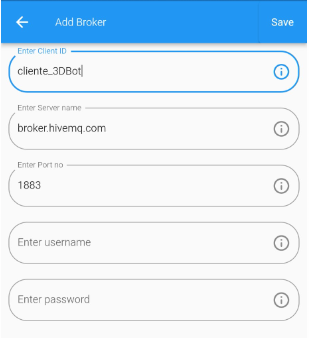 Add Broker
Save
Enter Client ID
cliente_3DBot
Enter Server name
broker.hivemq.com
Enter Port no
1883
Enter username
Enter password